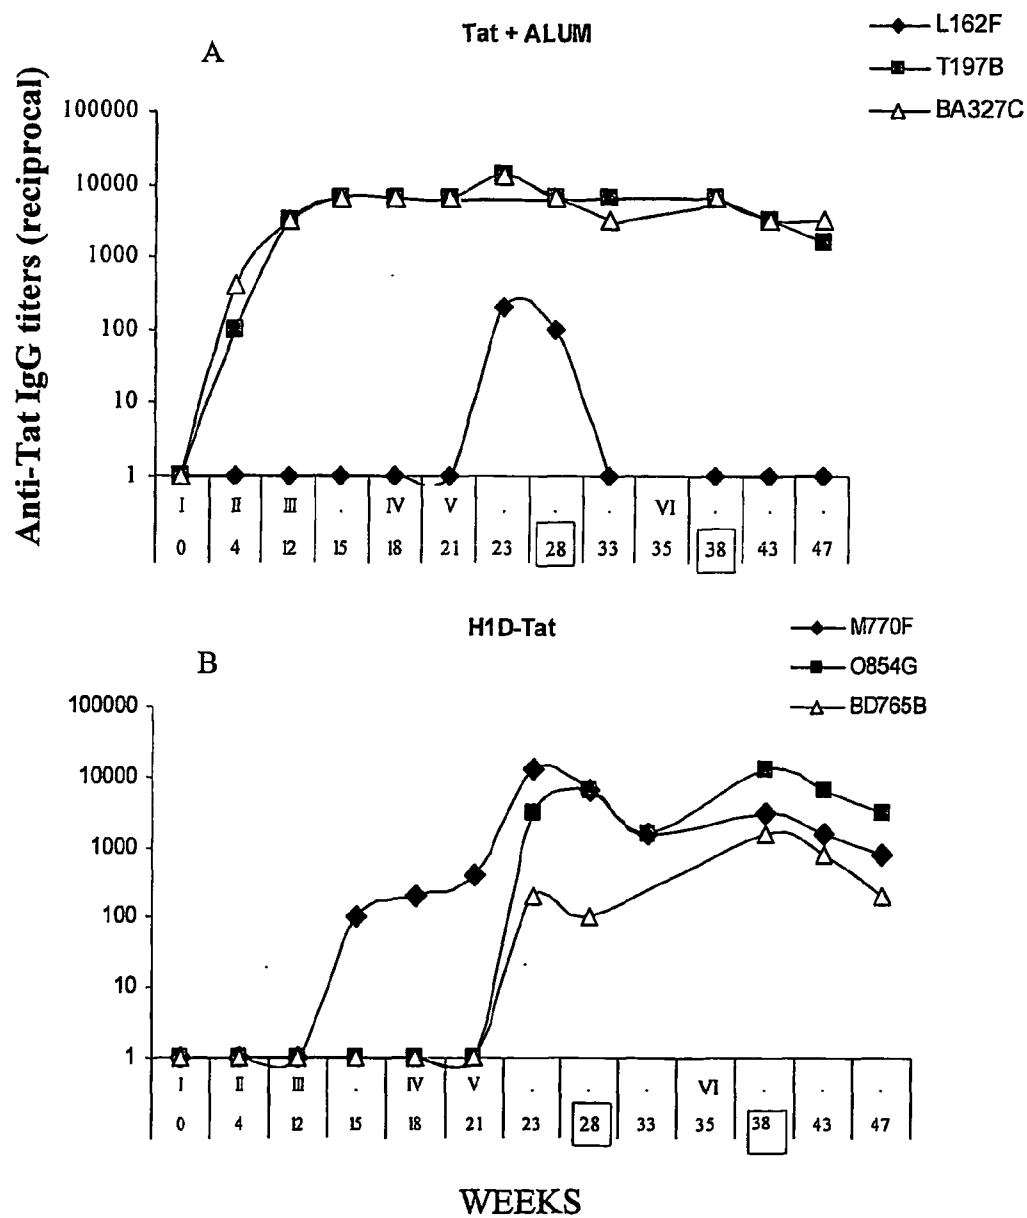 Tat + ALUM
A
L162F
T197B
BA327C
Anti-Tat IgG titers (reciprocal)
100000
10000
1000
100
10
1
I II III . IV V . . . VI . . .
0 4 12 15 18 21 23 28 33 35 38 43 47
H1D-Tat
B
M770F
O854G
BD765B
100000
10000
1000
100
10
1
I II III . IV V . . . VI . . .
0 4 12 15 18 21 23 28 33 35 38 43 47
WEEKS